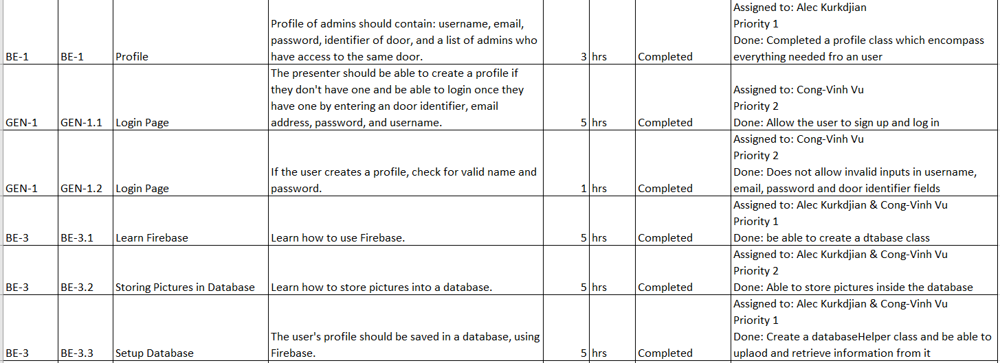 BE-1 BE-1 Profile
Profile of admins should contain: username, email,
password, identifier of door, and a list of admins who
have access to the same door.
3 hrs Completed
Assigned to: Alec Kurkdjian
Priority 1
Done: Completed a profile class which encompass
everything needed fro an user
GEN-1 GEN-1.1 Login Page
The presenter should be able to create a profile if
they don't have one and be able to login once they
have one by entering an door identifier, email
address, password, and username.
5 hrs Completed
Assigned to: Cong-Vinh Vu
Priority 2
Done: Allow the user to sign up and log in
GEN-1 GEN-1.2 Login Page
If the user creates a profile, check for valid name and
password.
1 hrs Completed
Assigned to: Cong-Vinh Vu
Priority 2
Done: Does not allow invalid inputs in username,
email, password and door identifier fields
BE-3 BE-3.1 Learn Firebase
Learn how to use Firebase.
5 hrs Completed
Assigned to: Alec Kurkdjian & Cong-Vinh Vu
Priority 1
Done: be able to create a dtabase class
BE-3 BE-3.2 Storing Pictures in Database
Learn how to store pictures into a database.
5 hrs Completed
Assigned to: Alec Kurkdjian & Cong-Vinh Vu
Priority 2
Done: Able to store pictures inside the database
BE-3 BE-3.3 Setup Database
The user's profile should be saved in a database, using
Firebase.
5 hrs Completed
Assigned to: Alec Kurkdjian & Cong-Vinh Vu
Priority 1
Done: Create a databaseHelper class and be able to
uplaod and retrieve information from it